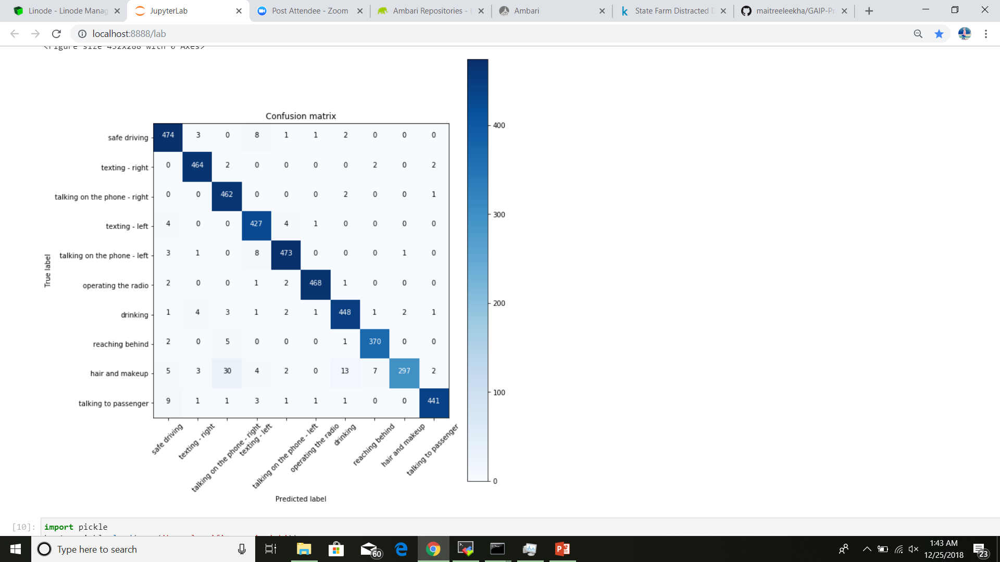 Linode - Linode Manag
JupyterLab
Post Attendee - Zoom
Ambari Repositories -
Ambari
State Farm Distracted D
maitreeleekha/GAIP-Pr
localhost:8888/lab
<Figure size 432x288 with 0 Axes>
Confusion matrix
safe driving 474 3 0 8 1 1 2 0 0 0
texting - right 0 464 2 0 0 0 0 2 0 2
talking on the phone - right 0 0 462 0 0 0 2 0 0 1
texting - left 4 0 0 427 4 1 0 0 0 0
talking on the phone - left 3 1 0 8 473 0 0 0 1 0
operating the radio 2 0 0 1 2 468 1 0 0 0
drinking 1 4 3 1 2 1 448 1 2 1
reaching behind 2 0 5 0 0 0 1 370 0 0
hair and makeup 5 3 30 4 2 0 13 7 297 2
talking to passenger 9 1 1 3 1 1 1 0 0 441
True label
safe driving
texting - right
talking on the phone - right
texting - left
talking on the phone - left
operating the radio
drinking
reaching behind
hair and makeup
talking to passenger
Predicted label
400
300
200
100
0
[10]: import pickle
Type here to search
60
1:43 AM
12/25/2018
23